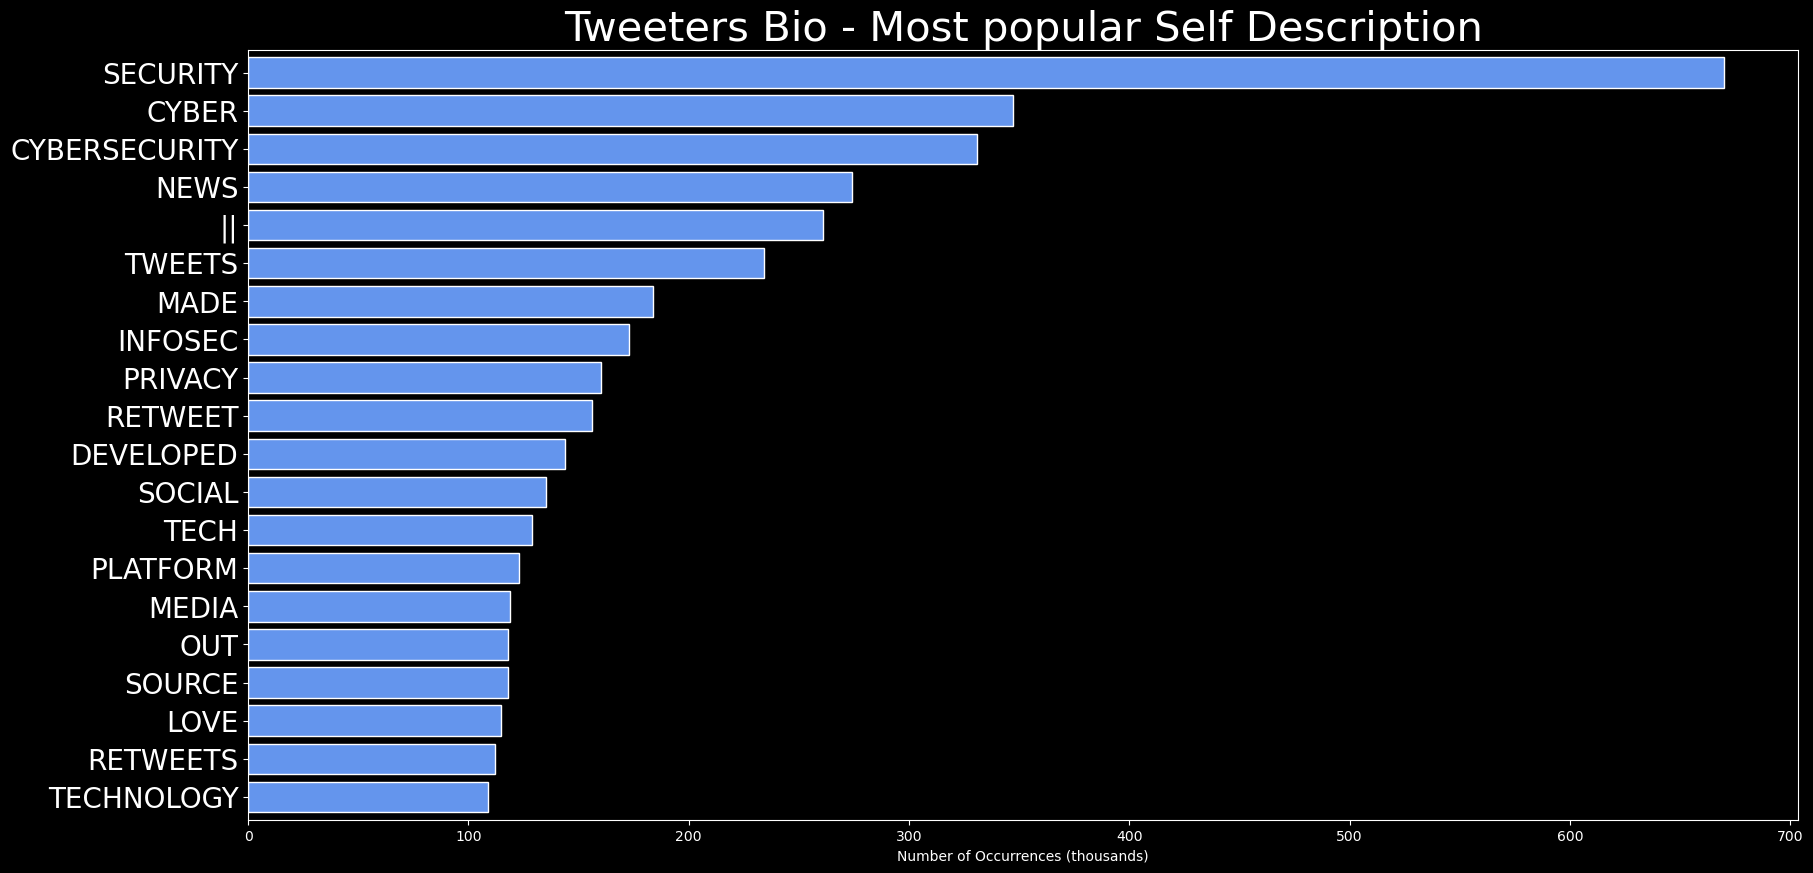 Tweeters Bio - Most popular Self Description
SECURITY
CYBER
CYBERSECURITY
NEWS
||
TWEETS
MADE
INFOSEC
PRIVACY
RETWEET
DEVELOPED
SOCIAL
TECH
PLATFORM
MEDIA
OUT
SOURCE
LOVE
RETWEETS
TECHNOLOGY
0 100 200 300 400 500 600 700
Number of Occurrences (thousands)